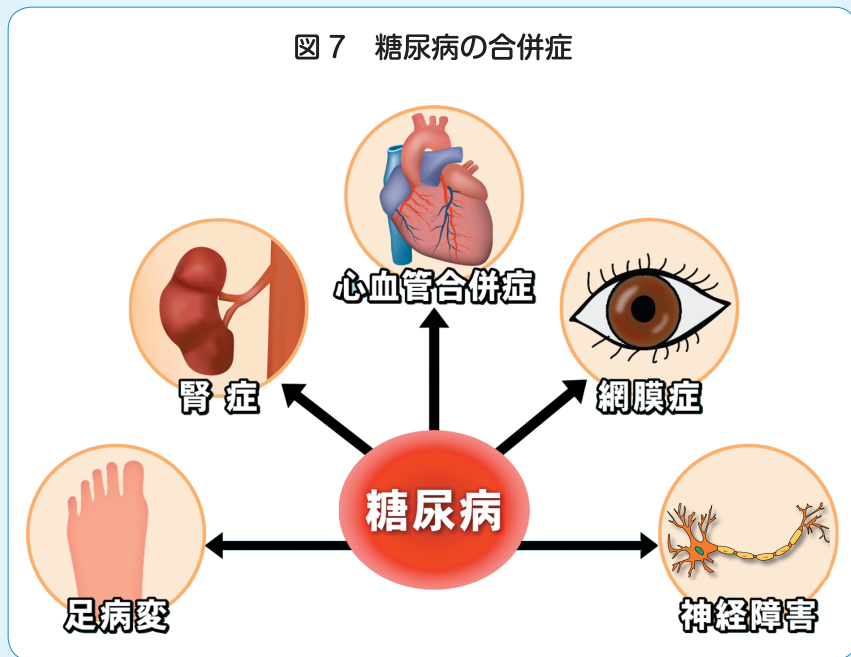 図7 糖尿病の合併症
心血管合併症
腎 症
網膜症
糖尿病
足病変
神経障害